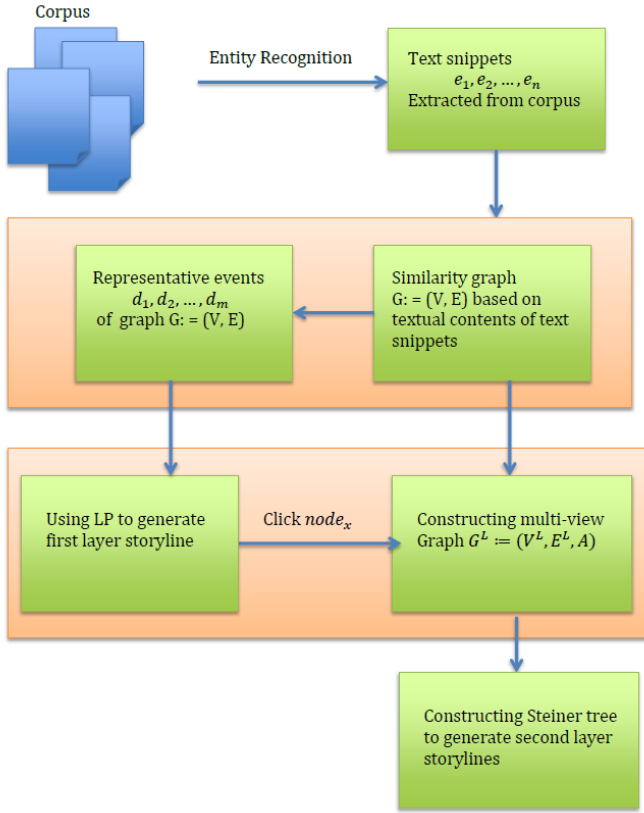 Corpus
Entity Recognition
Text snippets
e₁, e₂, …, eₙ
Extracted from corpus
Representative events
d₁, d₂, …, dₘ
of graph G: = (V, E)
Similarity graph
G: = (V, E) based on
textual contents of text
snippets
Using LP to generate
first layer storyline
Click nodeₓ
Constructing multi-view
Graph Gᴸ ≔ (Vᴸ, Eᴸ, A)
Constructing Steiner tree
to generate second layer
storylines